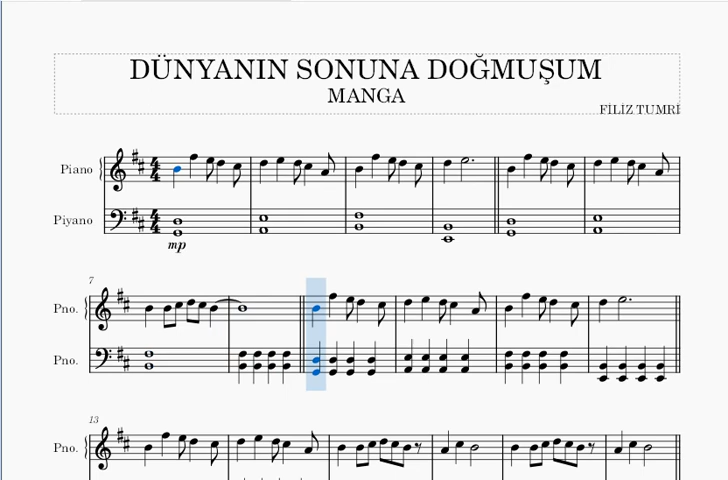 DÜNYANIN SONUNA DOĞMUŞUM
MANGA
FİLİZ TUMRİ
Piano
Piyano
mp
7
Pno.
Pno.
13
Pno.